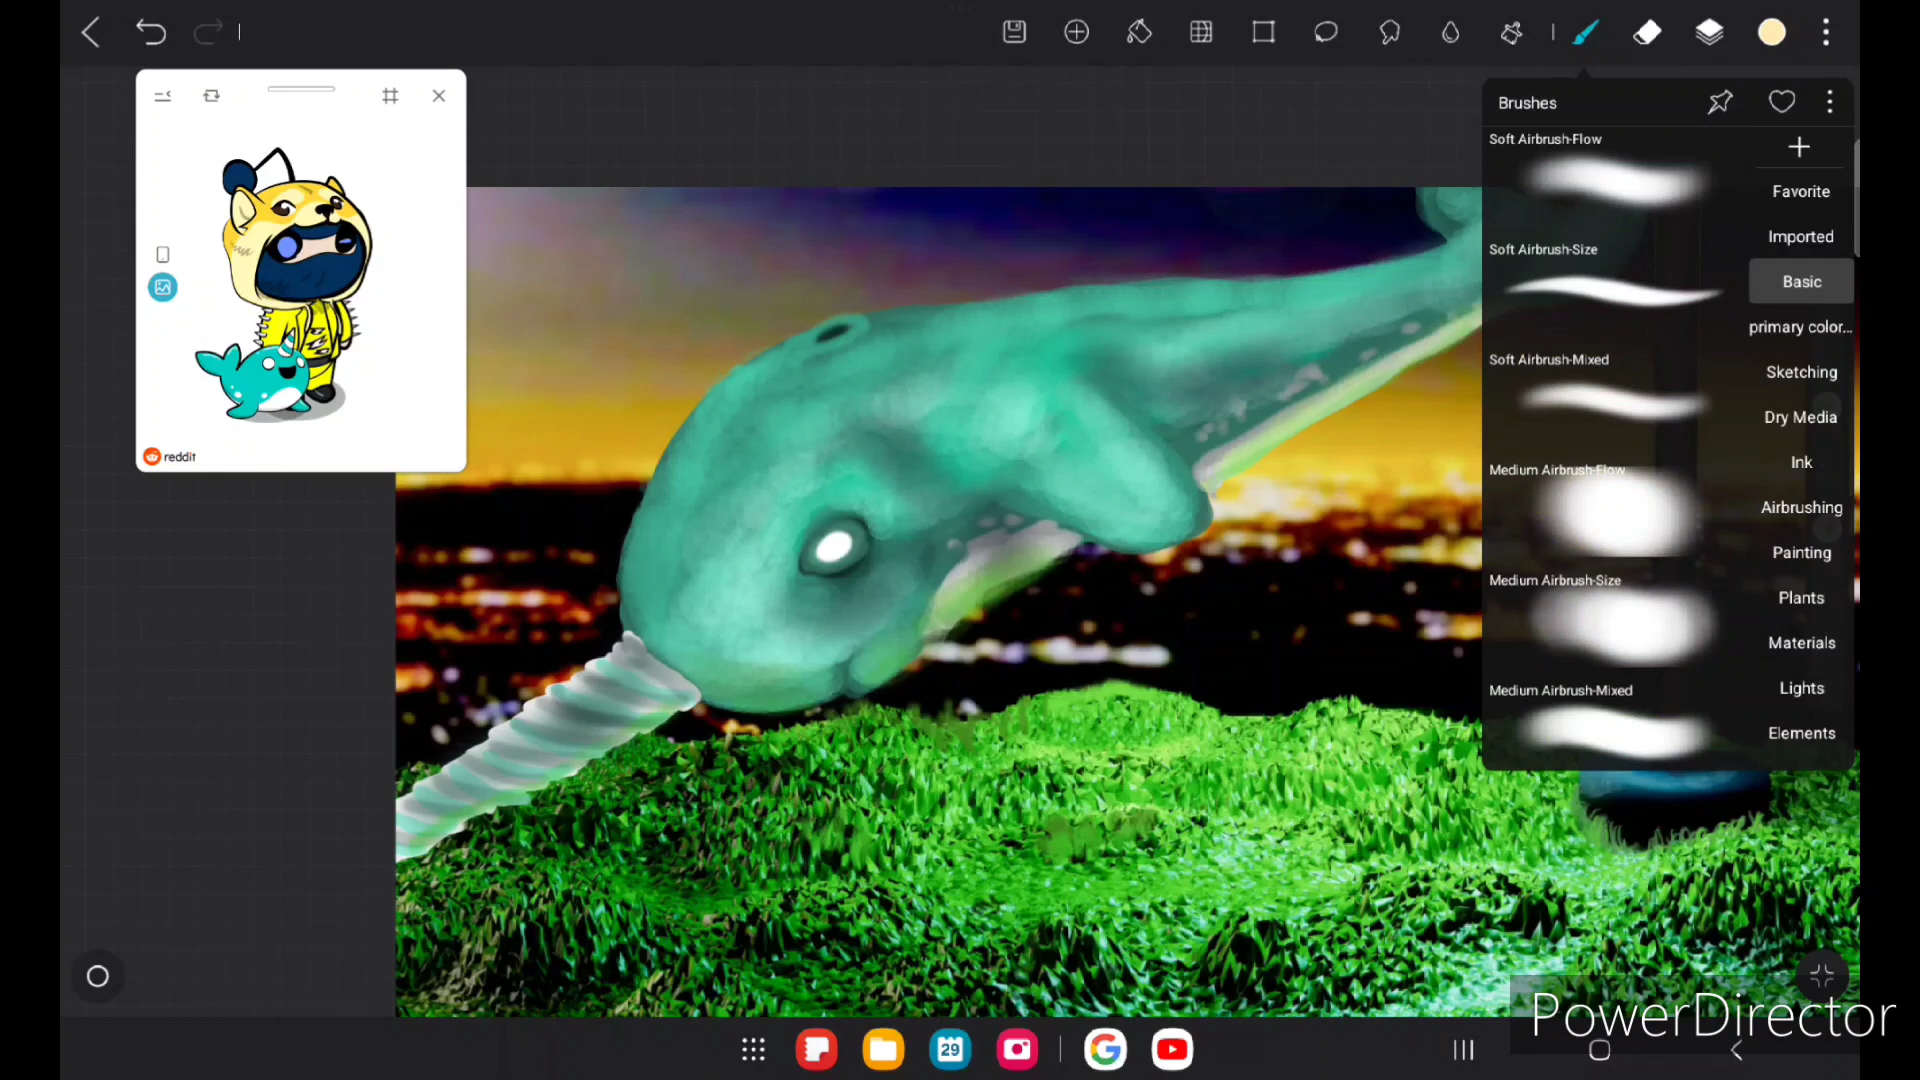 Brushes
Soft Airbrush-Flow
Soft Airbrush-Size
Soft Airbrush-Mixed
Medium Airbrush-Flow
Medium Airbrush-Size
Medium Airbrush-Mixed
Favorite
Imported
Basic
primary color...
Sketching
Dry Media
Ink
Airbrushing
Painting
Plants
Materials
Lights
Elements
reddit
29
PowerDirector